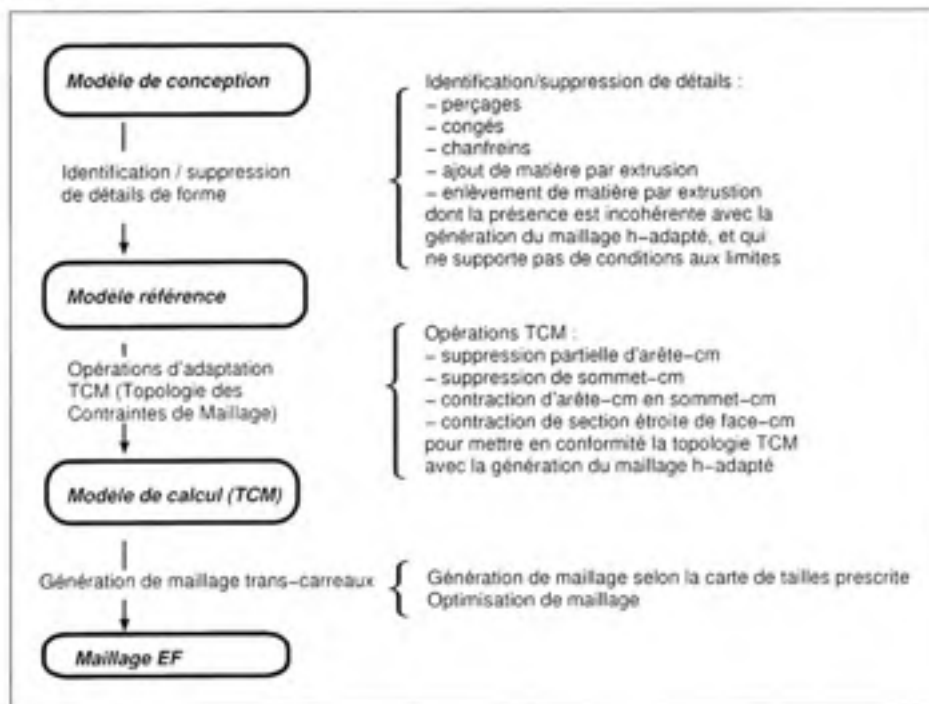 Modèle de conception
Identification / suppression
de détails de forme
Identification/suppression de détails :
– perçages
– congés
– chanfreins
– ajout de matière par extrusion
– enlèvement de matière par extrustion
dont la présence est incohérente avec la
génération du maillage h–adapté, et qui
ne supporte pas de conditions aux limites
Modèle référence
Opérations d'adaptation
TCM (Topologie des
Contraintes de Maillage)
Opérations TCM :
– suppression partielle d'arête–cm
– suppression de sommet–cm
– contraction d'arête–cm en sommet–cm
– contraction de section étroite de face–cm
pour mettre en conformité la topologie TCM
avec la génération du maillage h–adapté
Modèle de calcul (TCM)
Génération de maillage trans–carreaux
Génération de maillage selon la carte de tailles prescrite
Optimisation de maillage
Maillage EF